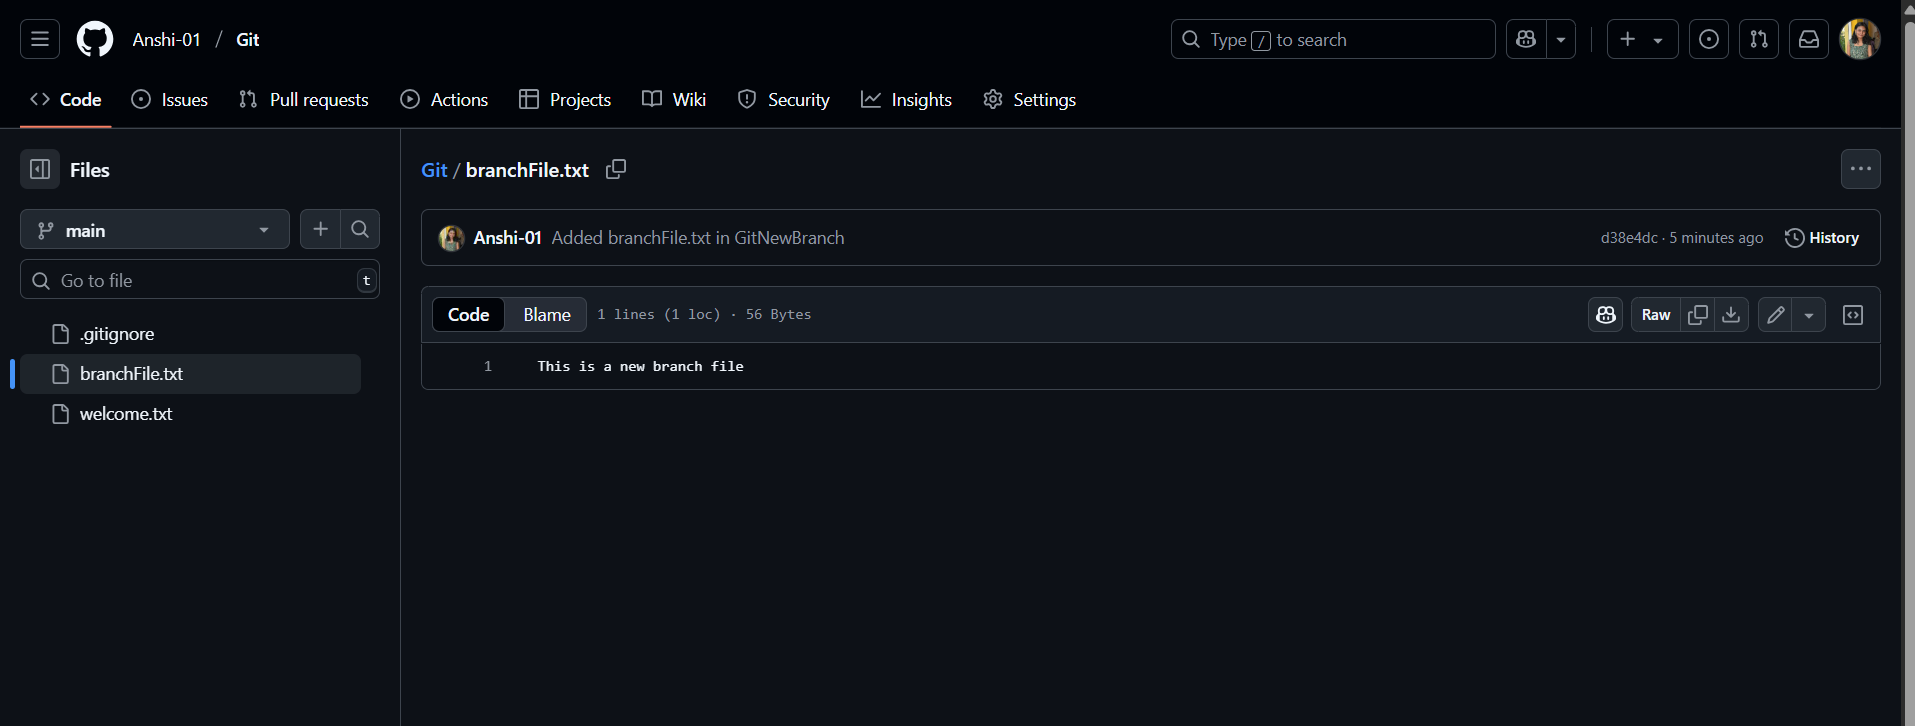 Anshi-01 / Git
Type / to search
Code
Issues
Pull requests
Actions
Projects
Wiki
Security
Insights
Settings
Files
main
Go to file
t
.gitignore
branchFile.txt
welcome.txt
Git / branchFile.txt
Anshi-01 Added branchFile.txt in GitNewBranch
d38e4dc · 5 minutes ago
History
Code
Blame
1 lines (1 loc) · 56 Bytes
Raw
1 This is a new branch file